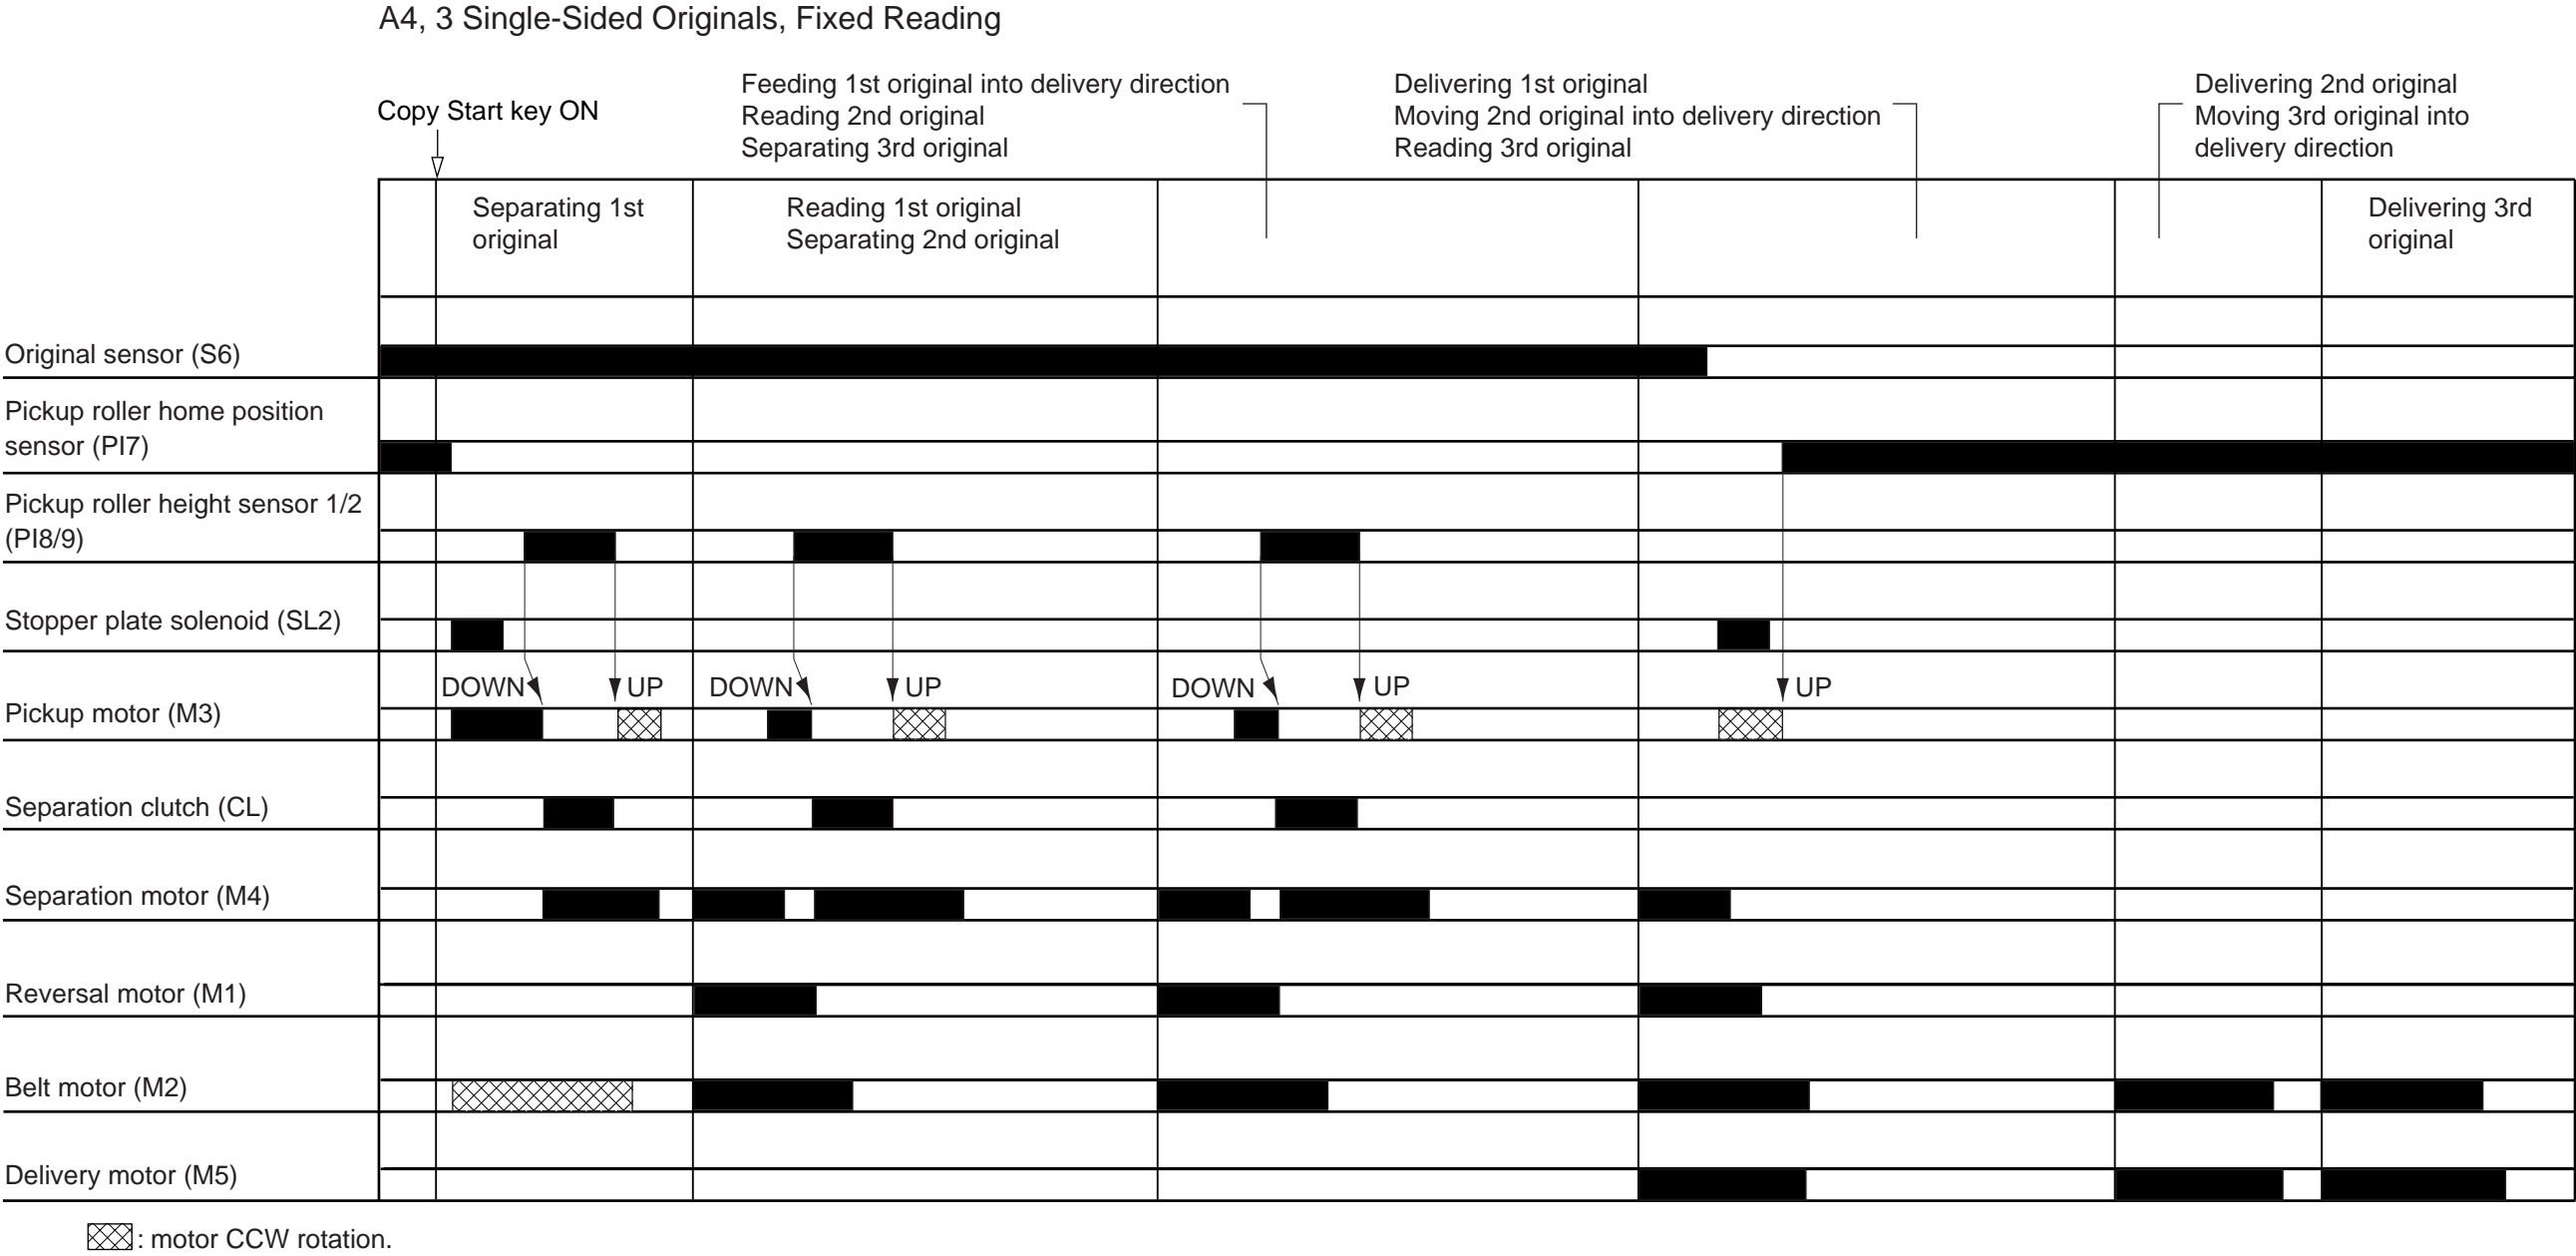 A4, 3 Single-Sided Originals, Fixed Reading
Copy Start key ON
Feeding 1st original into delivery direction
Reading 2nd original
Separating 3rd original
Delivering 1st original
Moving 2nd original into delivery direction
Reading 3rd original
Delivering 2nd original
Moving 3rd original into
delivery direction
Separating 1st
original
Reading 1st original
Separating 2nd original
Delivering 3rd
original
Original sensor (S6)
Pickup roller home position
sensor (PI7)
Pickup roller height sensor 1/2
(PI8/9)
Stopper plate solenoid (SL2)
DOWN UP DOWN UP DOWN UP UP
Pickup motor (M3)
Separation clutch (CL)
Separation motor (M4)
Reversal motor (M1)
Belt motor (M2)
Delivery motor (M5)
: motor CCW rotation.